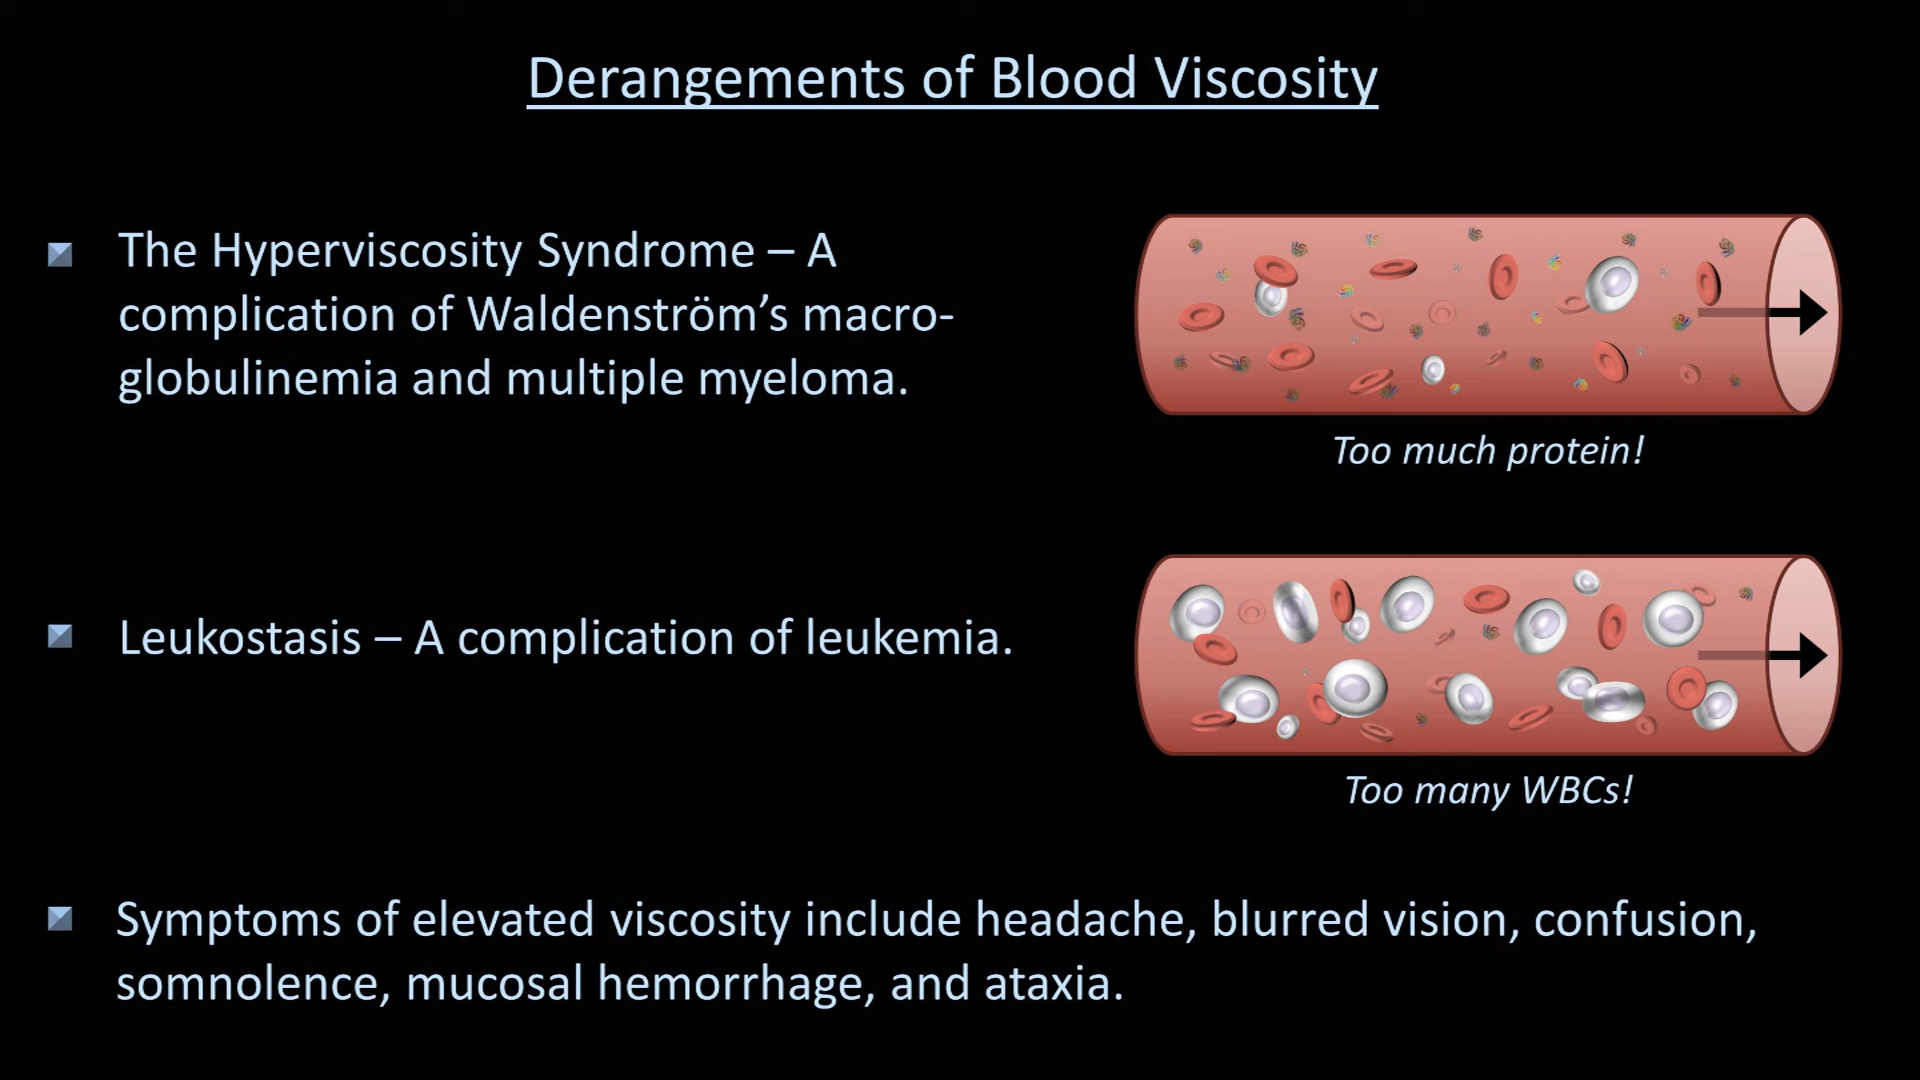 Derangements of Blood Viscosity
The Hyperviscosity Syndrome – A
complication of Waldenström’s macro-
globulinemia and multiple myeloma.
Too much protein!
Leukostasis – A complication of leukemia.
Too many WBCs!
Symptoms of elevated viscosity include headache, blurred vision, confusion,
somnolence, mucosal hemorrhage, and ataxia.